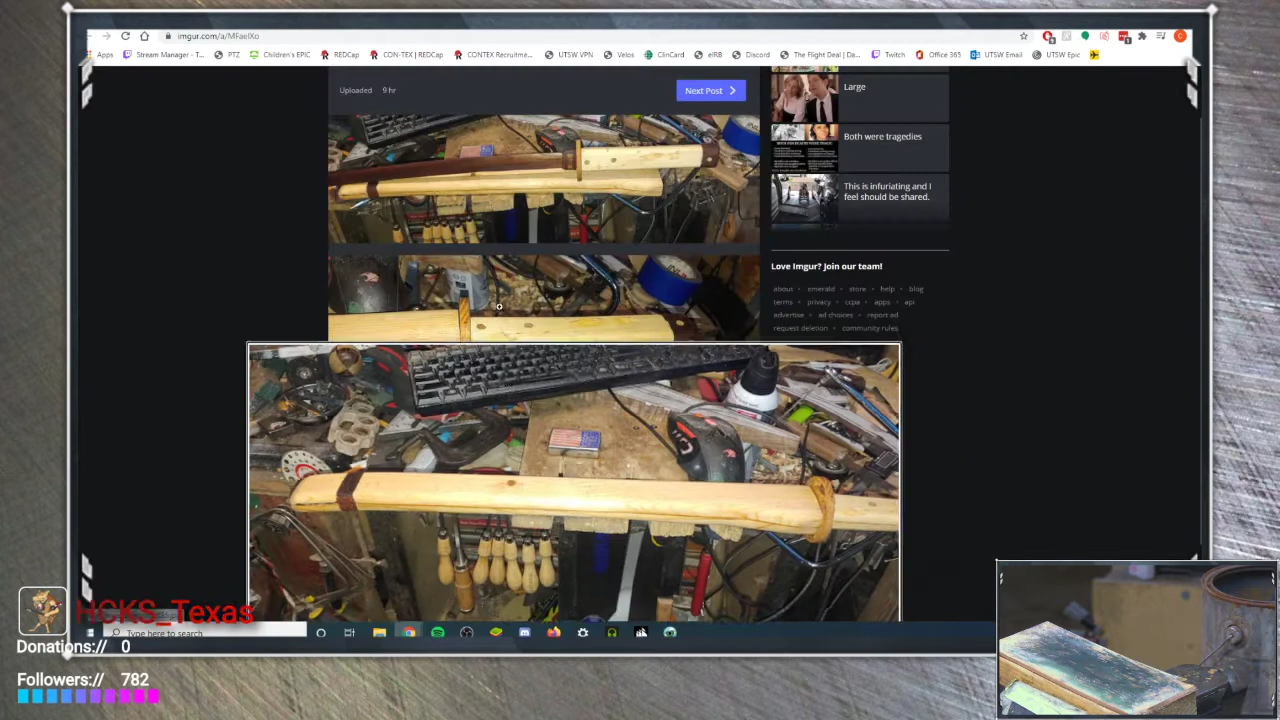 imgur.com/a/MFaelXo
Apps Stream Manager - T... PTZ Children's EPIC REDCap CON-TEX | REDCap CONTEX Recruitme... UTSW VPN Velos ClinCard eIRB Discord The Flight Deal | Da... Twitch Office 365 UTSW Email UTSW Epic
Uploaded 9 hr
Next Post
Large
Both were tragedies
This is infuriating and I
feel should be shared.
Love Imgur? Join our team!
about emerald store help blog
terms privacy ccpa apps api
advertise ad choices report ad
request deletion community rules
HCKS_Texas
Type here to search
Donations:// 0
Followers:// 782